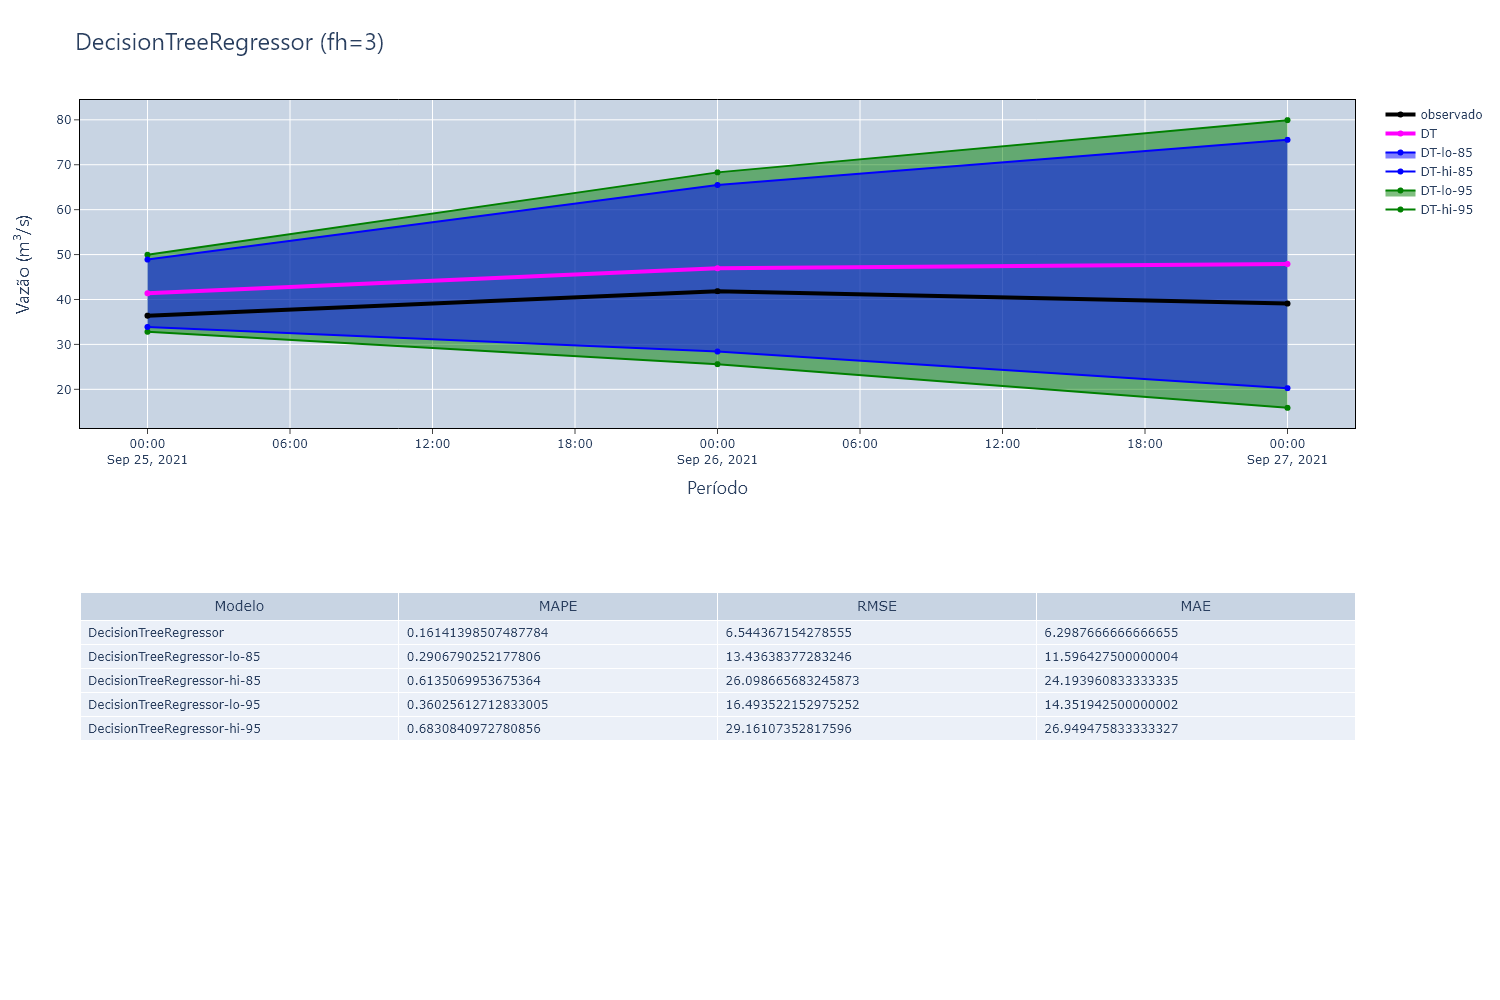 DecisionTreeRegressor (fh=3)
observado
DT
DT-lo-85
DT-hi-85
DT-lo-95
DT-hi-95
Vazão (m³/s)
80
70
60
50
40
30
20
00:00 06:00 12:00 18:00 00:00 06:00 12:00 18:00 00:00
Sep 25, 2021 Sep 26, 2021 Sep 27, 2021
Período
Modelo MAPE RMSE MAE
DecisionTreeRegressor 0.16141398507487784 6.544367154278555 6.2987666666666655
DecisionTreeRegressor-lo-85 0.2906790252177806 13.43638377283246 11.596427500000004
DecisionTreeRegressor-hi-85 0.6135069953675364 26.098665683245873 24.193960833333335
DecisionTreeRegressor-lo-95 0.36025612712833005 16.493522152975252 14.351942500000002
DecisionTreeRegressor-hi-95 0.6830840972780856 29.16107352817596 26.949475833333327